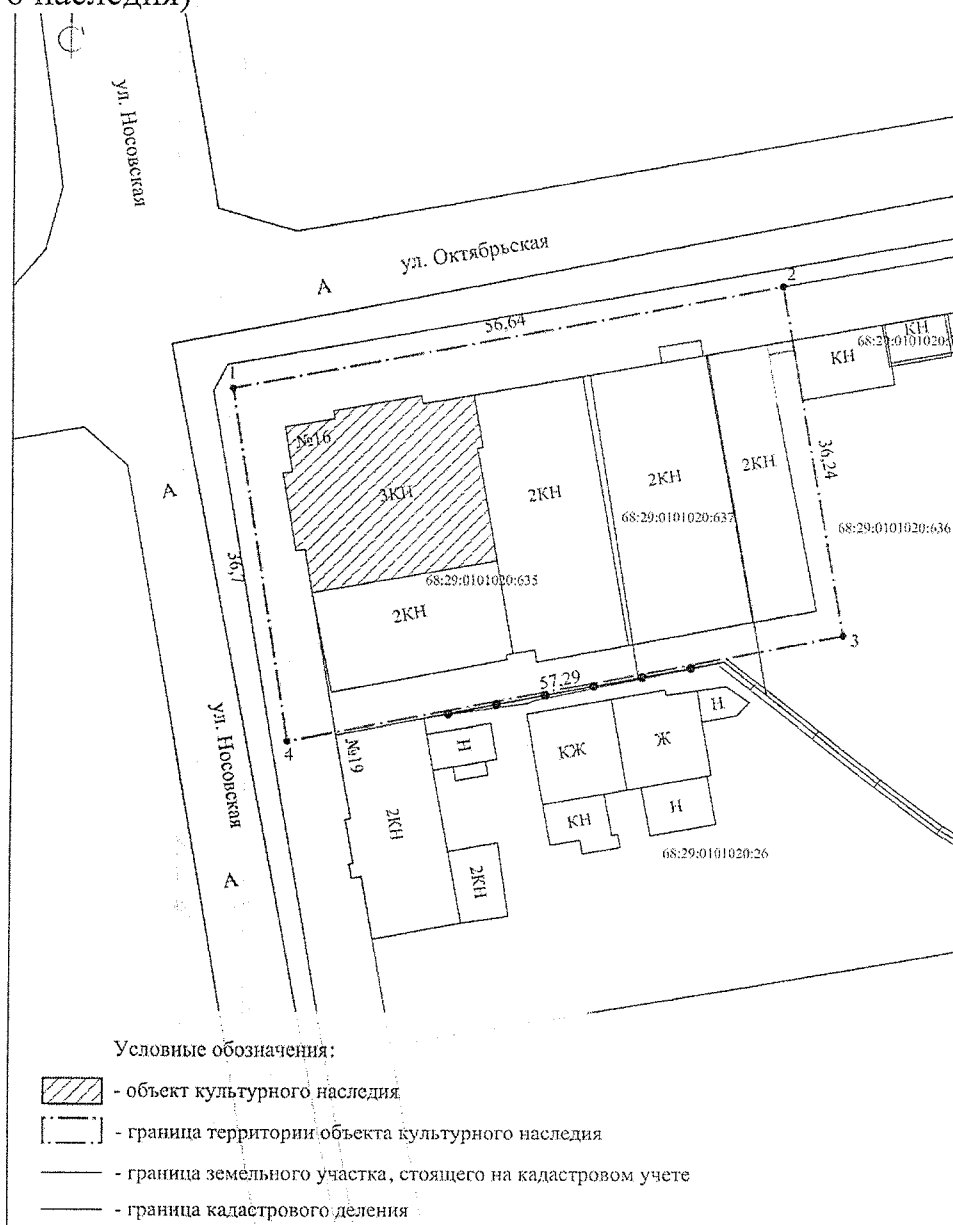 о наследия)
С
ул. Носовская
ул. Октябрьская
А
2
56,64
КН
КН
68:29:0101020:
№16
3КН
2КН
2КН
2КН
36,24
А
68:29:0101020:637
68:29:0101020:636
36,7
68:29:0101020:635
2КН
3
57,29
4
№19
Н
Н
КЖ
Ж
ул. Носовская
2КН
КН
Н
68:29:0101020:26
А
2КН
Условные обозначения:
- объект культурного наследия
- граница территории объекта культурного наследия
- граница земельного участка, стоящего на кадастровом учете
- граница кадастрового деления